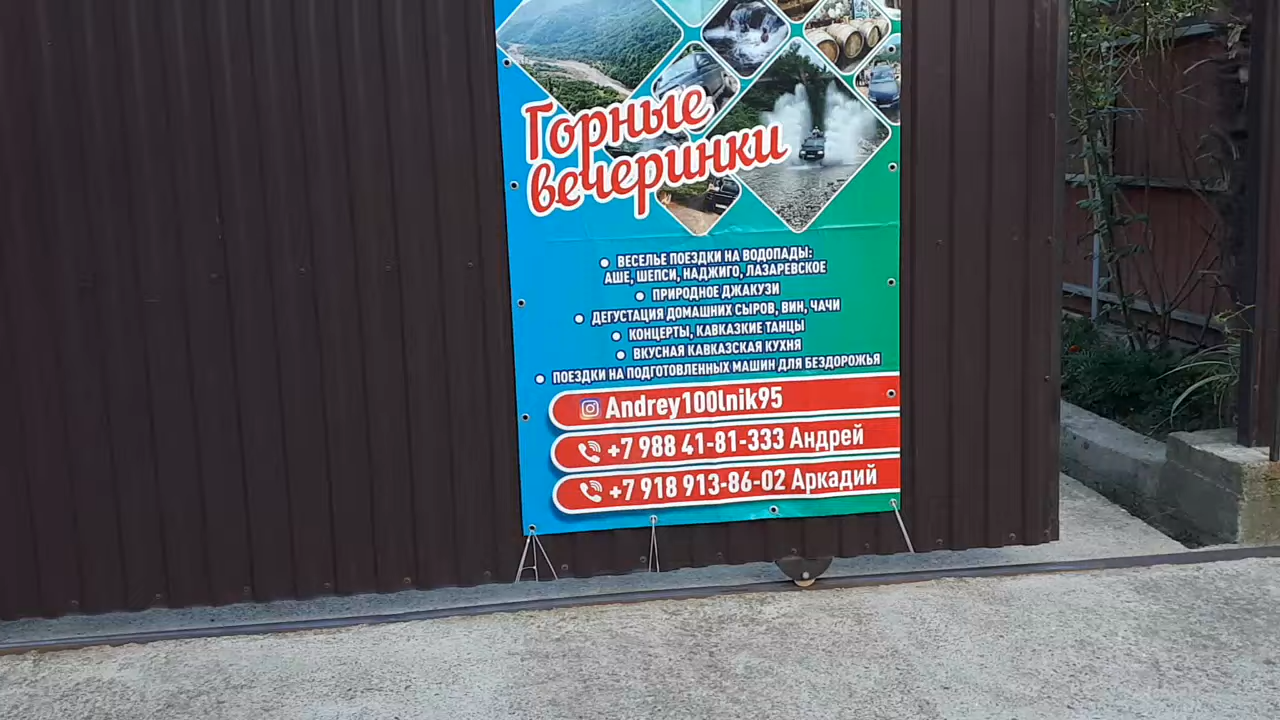 Горные
вечеринки
● ВЕСЕЛЬЕ ПОЕЗДКИ НА ВОДОПАДЫ:
АШЕ, ШЕПСИ, НАДЖИГО, ЛАЗАРЕВСКОЕ
● ПРИРОДНОЕ ДЖАКУЗИ
● ДЕГУСТАЦИЯ ДОМАШНИХ СЫРОВ, ВИН, ЧАЧИ
● КОНЦЕРТЫ, КАВКАЗКИЕ ТАНЦЫ
● ВКУСНАЯ КАВКАЗСКАЯ КУХНЯ
● ПОЕЗДКИ НА ПОДГОТОВЛЕННЫХ МАШИН ДЛЯ БЕЗДОРОЖЬЯ
Andrey100lnik95
+7 988 41-81-333 Андрей
+7 918 913-86-02 Аркадий